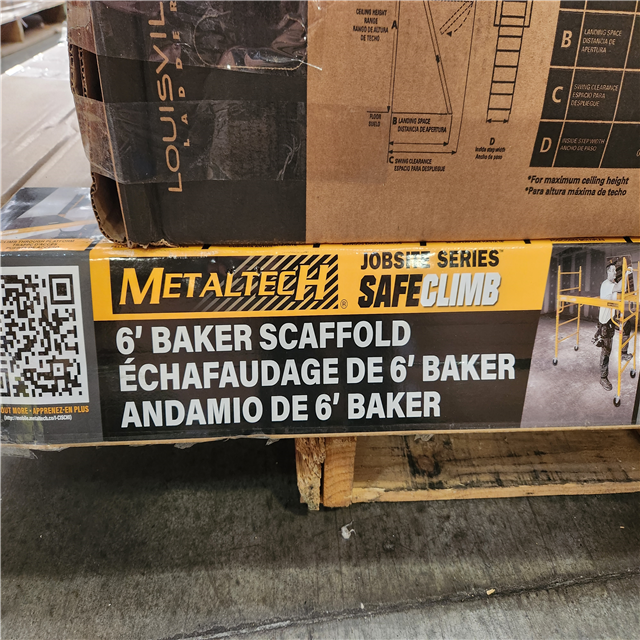 LOUISVIL
LADDER
CEILING HEIGHT
RANGE
RANGO DE ALTURA
DE TECHO
A
FLOOR
SUELO
B LANDING SPACE
DISTANCIA DE APERTURA
C SWING CLEARANCE
ESPACIO PARA DESPLIEGUE
D
Inside step width
Ancho de paso
B
LANDING SPACE
DISTANCIA DE
APERTURA
C
SWING CLEARANCE
ESPACIO PARA
DESPLIEGUE
D
INSIDE STEP WIDTH
ANCHO DE PASO
*For maximum ceiling height
*Para altura máxima de techo
METALTECH®
JOBSITE SERIES™
SAFECLIMB
6' BAKER SCAFFOLD
ÉCHAFAUDAGE DE 6' BAKER
ANDAMIO DE 6' BAKER
OUT MORE • APPRENEZ-EN PLUS